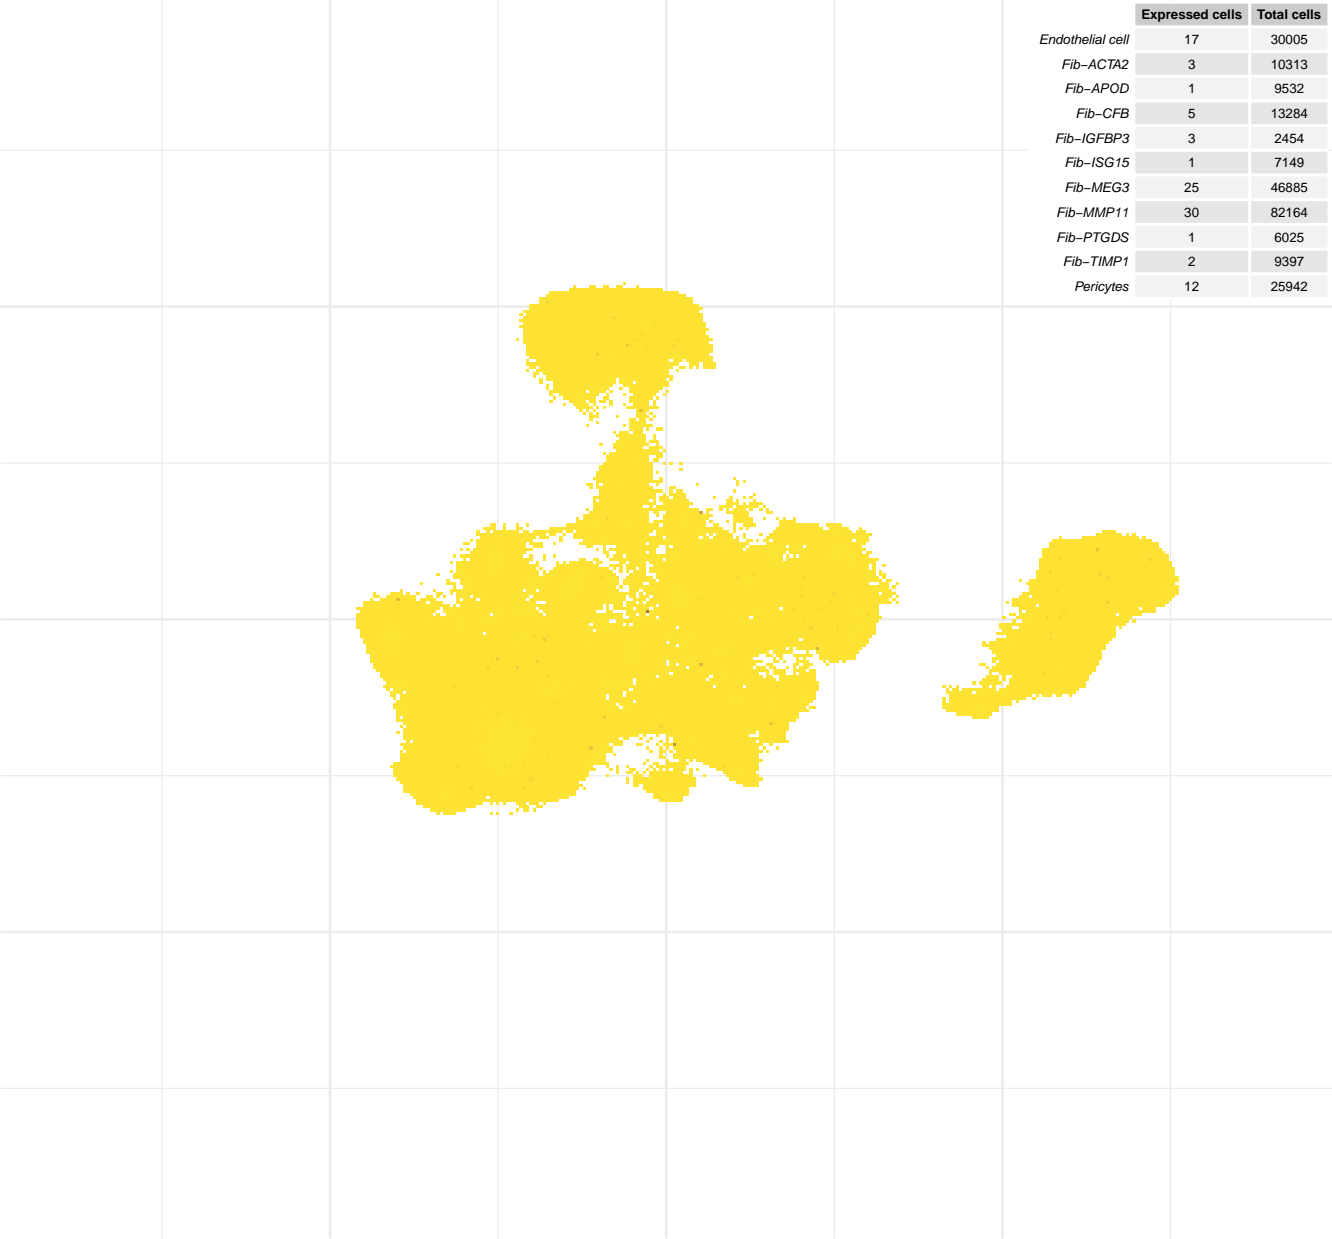 Expressed cells Total cells
Endothelial cell 17 30005
Fib−ACTA2 3 10313
Fib−APOD 1 9532
Fib−CFB 5 13284
Fib−IGFBP3 3 2454
Fib−ISG15 1 7149
Fib−MEG3 25 46885
Fib−MMP11 30 82164
Fib−PTGDS 1 6025
Fib−TIMP1 2 9397
Pericytes 12 25942